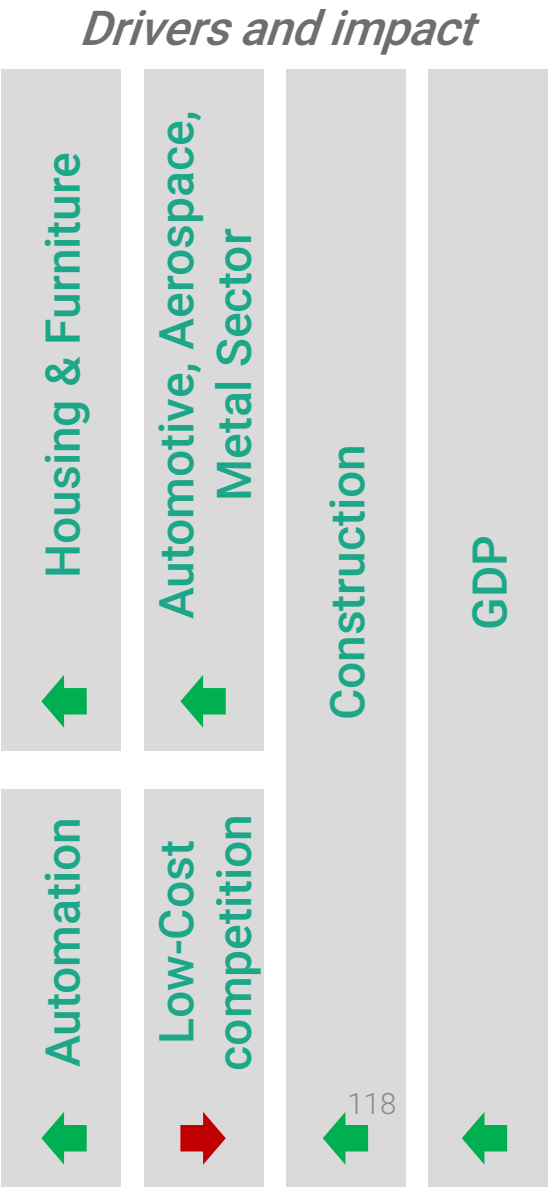 Drivers and impact
Housing & Furniture
Automotive, Aerospace,
Metal Sector
Construction
GDP
Automation
Low-Cost
competition
118